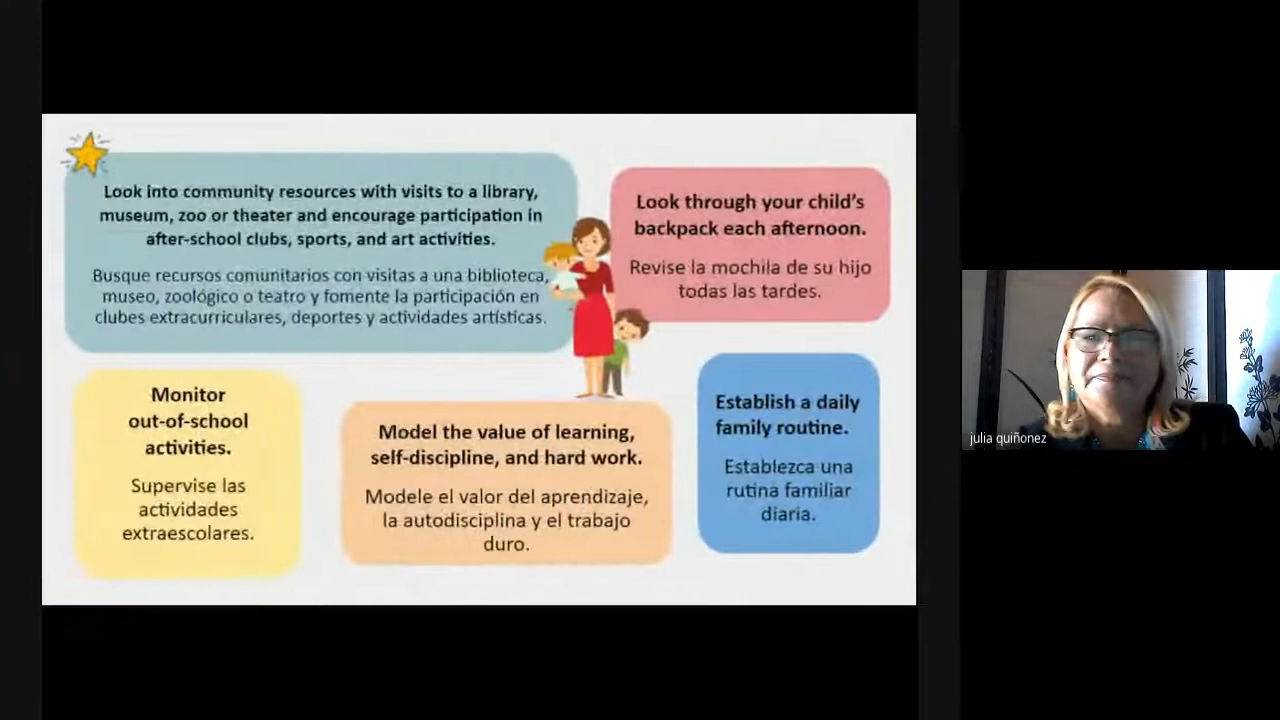 Look into community resources with visits to a library,
museum, zoo or theater and encourage participation in
after-school clubs, sports, and art activities.
Busque recursos comunitarios con visitas a una biblioteca,
museo, zoológico o teatro y fomente la participación en
clubes extracurriculares, deportes y actividades artísticas.
Look through your child's
backpack each afternoon.
Revise la mochila de su hijo
todas las tardes.
Monitor
out-of-school
activities.
Supervise las
actividades
extraescolares.
Model the value of learning,
self-discipline, and hard work.
Modele el valor del aprendizaje,
la autodisciplina y el trabajo
duro.
Establish a daily
family routine.
Establezca una
rutina familiar
diaria.
julia quiñonez